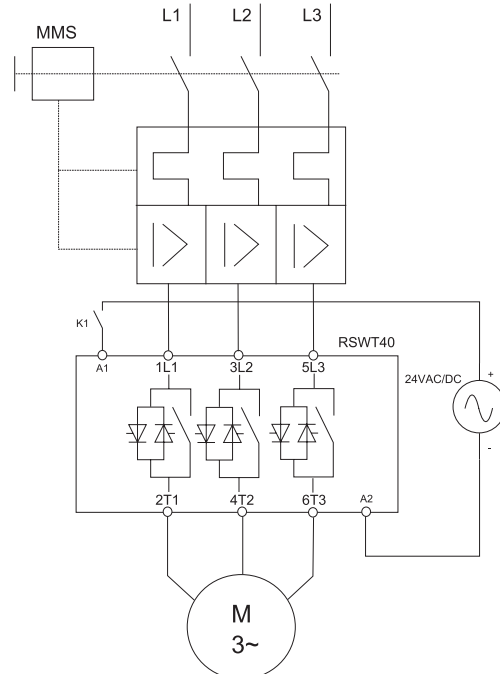 L1 L2 L3
MMS
K1
RSWT40
A1 1L1 3L2 5L3
24VAC/DC
+
-
2T1 4T2 6T3 A2
M
3~